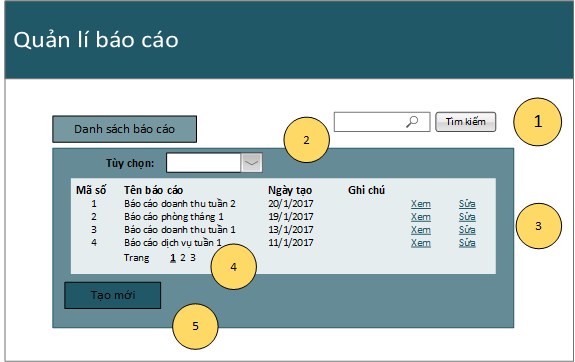 Quản lí báo cáo
Tìm kiếm
1
Danh sách báo cáo
2
Tùy chọn:
Mã số Tên báo cáo Ngày tạo Ghi chú
1 Báo cáo doanh thu tuần 2 20/1/2017 Xem Sửa
2 Báo cáo phòng tháng 1 19/1/2017 Xem Sửa
3 Báo cáo doanh thu tuần 1 13/1/2017 Xem Sửa
3
4 Báo cáo dịch vụ tuần 1 11/1/2017 Xem Sửa
Trang 1 2 3
4
Tạo mới
5